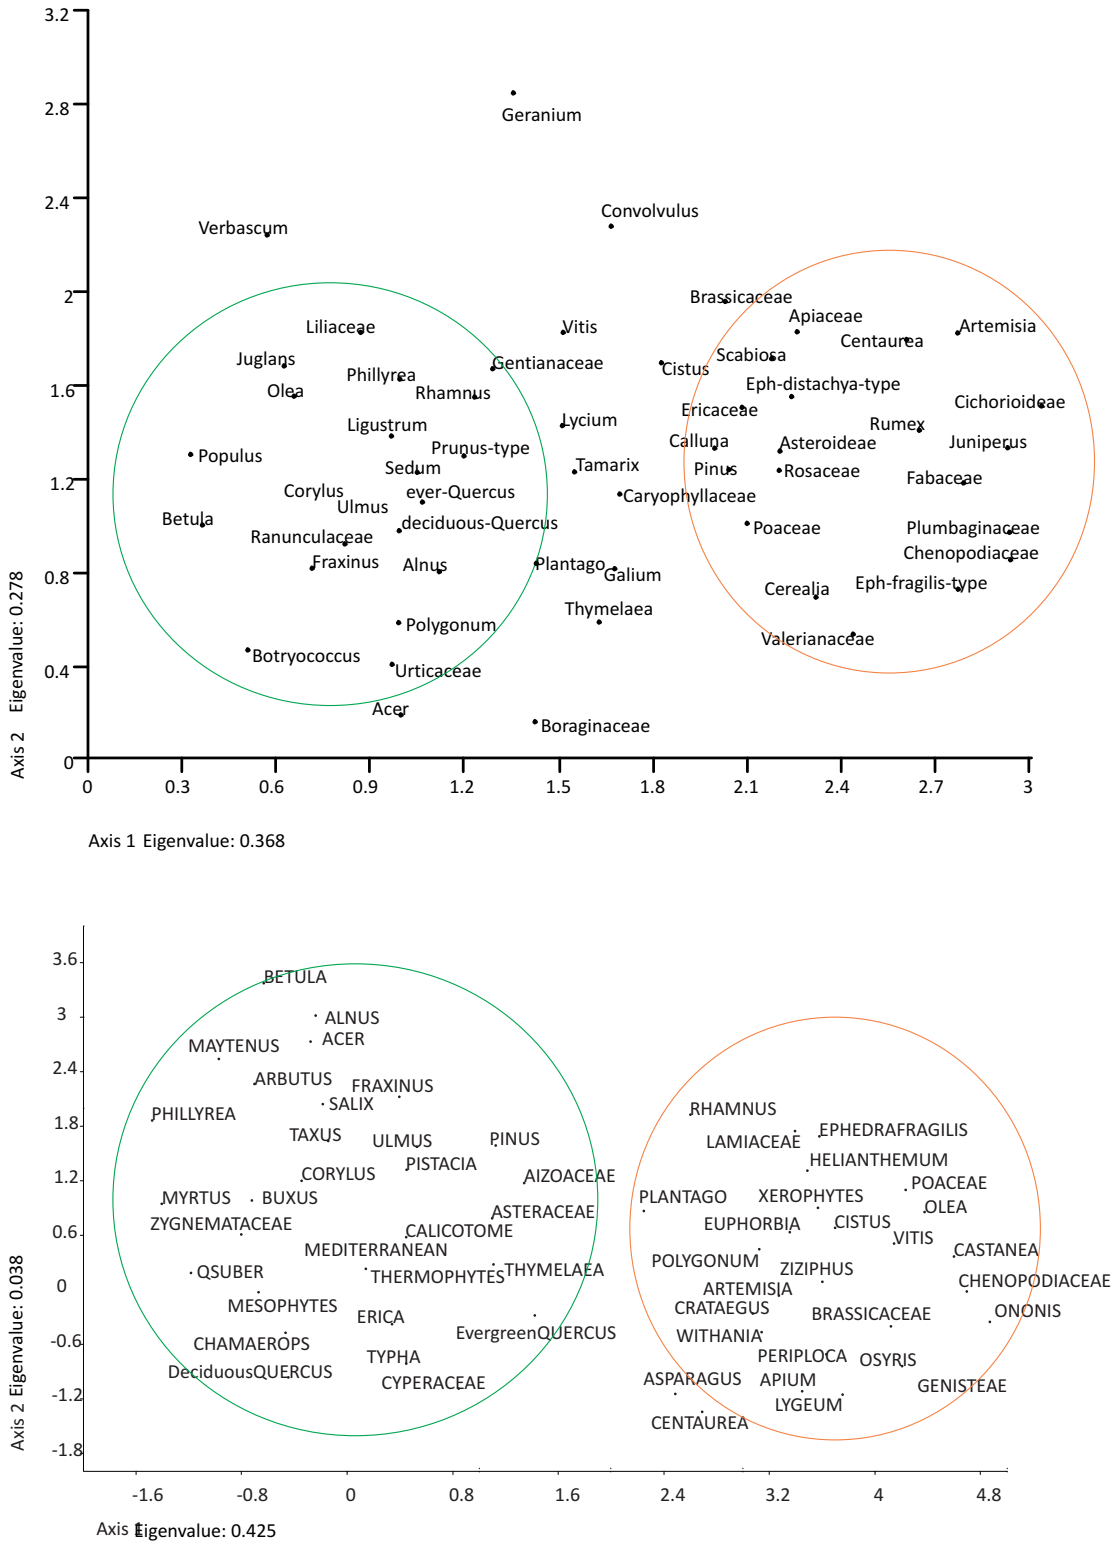 3.2
2.8
Geranium
2.4
Convolvulus
Verbascum
2
Brassicaceae
Apiaceae
Liliaceae
Vitis
Artemisia
Centaurea
Juglans
Gentianaceae
Scabiosa
Phillyrea
Cistus
1.6
Olea
Rhamnus
Eph-distachya-type
Cichorioideae
Ericaceae
Ligustrum
Lycium
Rumex
Prunus-type
Calluna
Asteroideae
Juniperus
Populus
Sedum
Tamarix
Pinus
Rosaceae
1.2
Fabaceae
Corylus
ever-Quercus
Caryophyllaceae
Ulmus
Betula
deciduous-Quercus
Poaceae
Plumbaginaceae
Ranunculaceae
Chenopodiaceae
Fraxinus
Alnus
Plantago
0.8
Galium
Cerealia
Eph-fragilis-type
Thymelaea
Polygonum
Valerianaceae
Botryococcus
0.4
Urticaceae
Acer
Boraginaceae
0
Axis 2 Eigenvalue: 0.278
0 0.3 0.6 0.9 1.2 1.5 1.8 2.1 2.4 2.7 3
Axis 1 Eigenvalue: 0.368
3.6
BETULA
3
ALNUS
ACER
MAYTENUS
2.4
ARBUTUS
FRAXINUS
SALIX
PHILLYREA
RHAMNUS
1.8
TAXUS
ULMUS
PINUS
LAMIACEAE
EPHEDRAFRAGILIS
PISTACIA
HELIANTHEMUM
1.2
CORYLUS
AIZOACEAE
POACEAE
MYRTUS
BUXUS
PLANTAGO
XEROPHYTES
OLEA
ASTERACEAE
ZYGNEMATACEAE
EUPHORBIA
CISTUS
0.6
CALICOTOME
VITIS
MEDITERRANEAN
CASTANEA
POLYGONUM
QSUBER
THERMOPHYTES
THYMELAEA
ZIZIPHUS
CHENOPODIACEAE
0
ARTEMISIA
MESOPHYTES
CRATAEGUS
ONONIS
ERICA
BRASSICACEAE
EvergreenQUERCUS
WITHANIA
-0.6
CHAMAEROPS
TYPHA
PERIPLOCA
OSYRIS
DeciduousQUERCUS
CYPERACEAE
ASPARAGUS
APIUM
GENISTEAE
-1.2
LYGEUM
CENTAUREA
-1.8
Axis 2 Eigenvalue: 0.038
-1.6 -0.8 0 0.8 1.6 2.4 3.2 4 4.8
Axis 1 Eigenvalue: 0.425